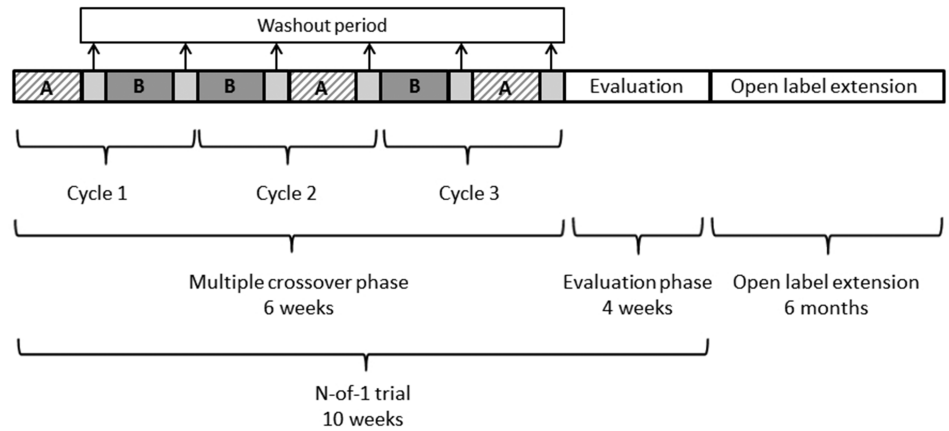 Washout period
A B B A B A Evaluation Open label extension
Cycle 1 Cycle 2 Cycle 3
Multiple crossover phase Evaluation phase Open label extension
6 weeks 4 weeks 6 months
N-of-1 trial
10 weeks